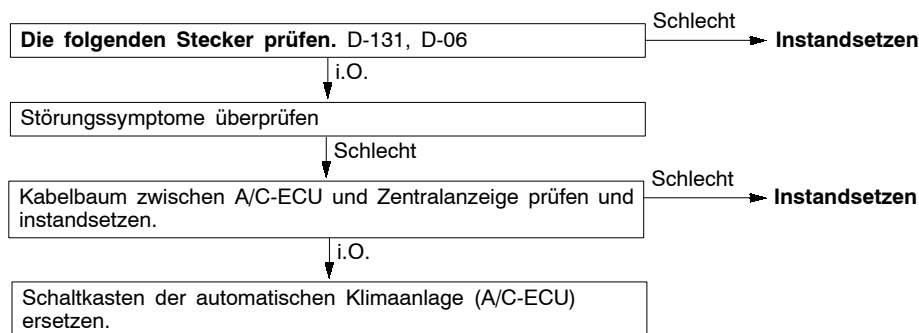 Die folgenden Stecker prüfen. D-131, D-06
Schlecht
Instandsetzen
i.O.
Störungssymptome überprüfen
Schlecht
Kabelbaum zwischen A/C-ECU und Zentralanzeige prüfen und
instandsetzen.
Schlecht
Instandsetzen
i.O.
Schaltkasten der automatischen Klimaanlage (A/C-ECU)
ersetzen.